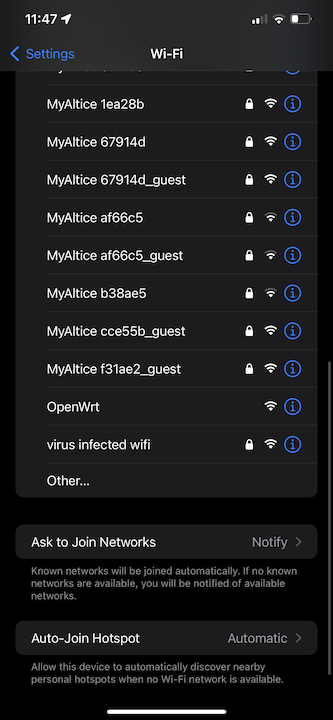 11:47
Settings
Wi-Fi
MyAltice 1ea28b
MyAltice 67914d
MyAltice 67914d_guest
MyAltice af66c5
MyAltice af66c5_guest
MyAltice b38ae5
MyAltice cce55b_guest
MyAltice f31ae2_guest
OpenWrt
virus infected wifi
Other...
Ask to Join Networks Notify
Known networks will be joined automatically. If no known
networks are available, you will be notified of available
networks.
Auto-Join Hotspot Automatic
Allow this device to automatically discover nearby
personal hotspots when no Wi-Fi network is available.